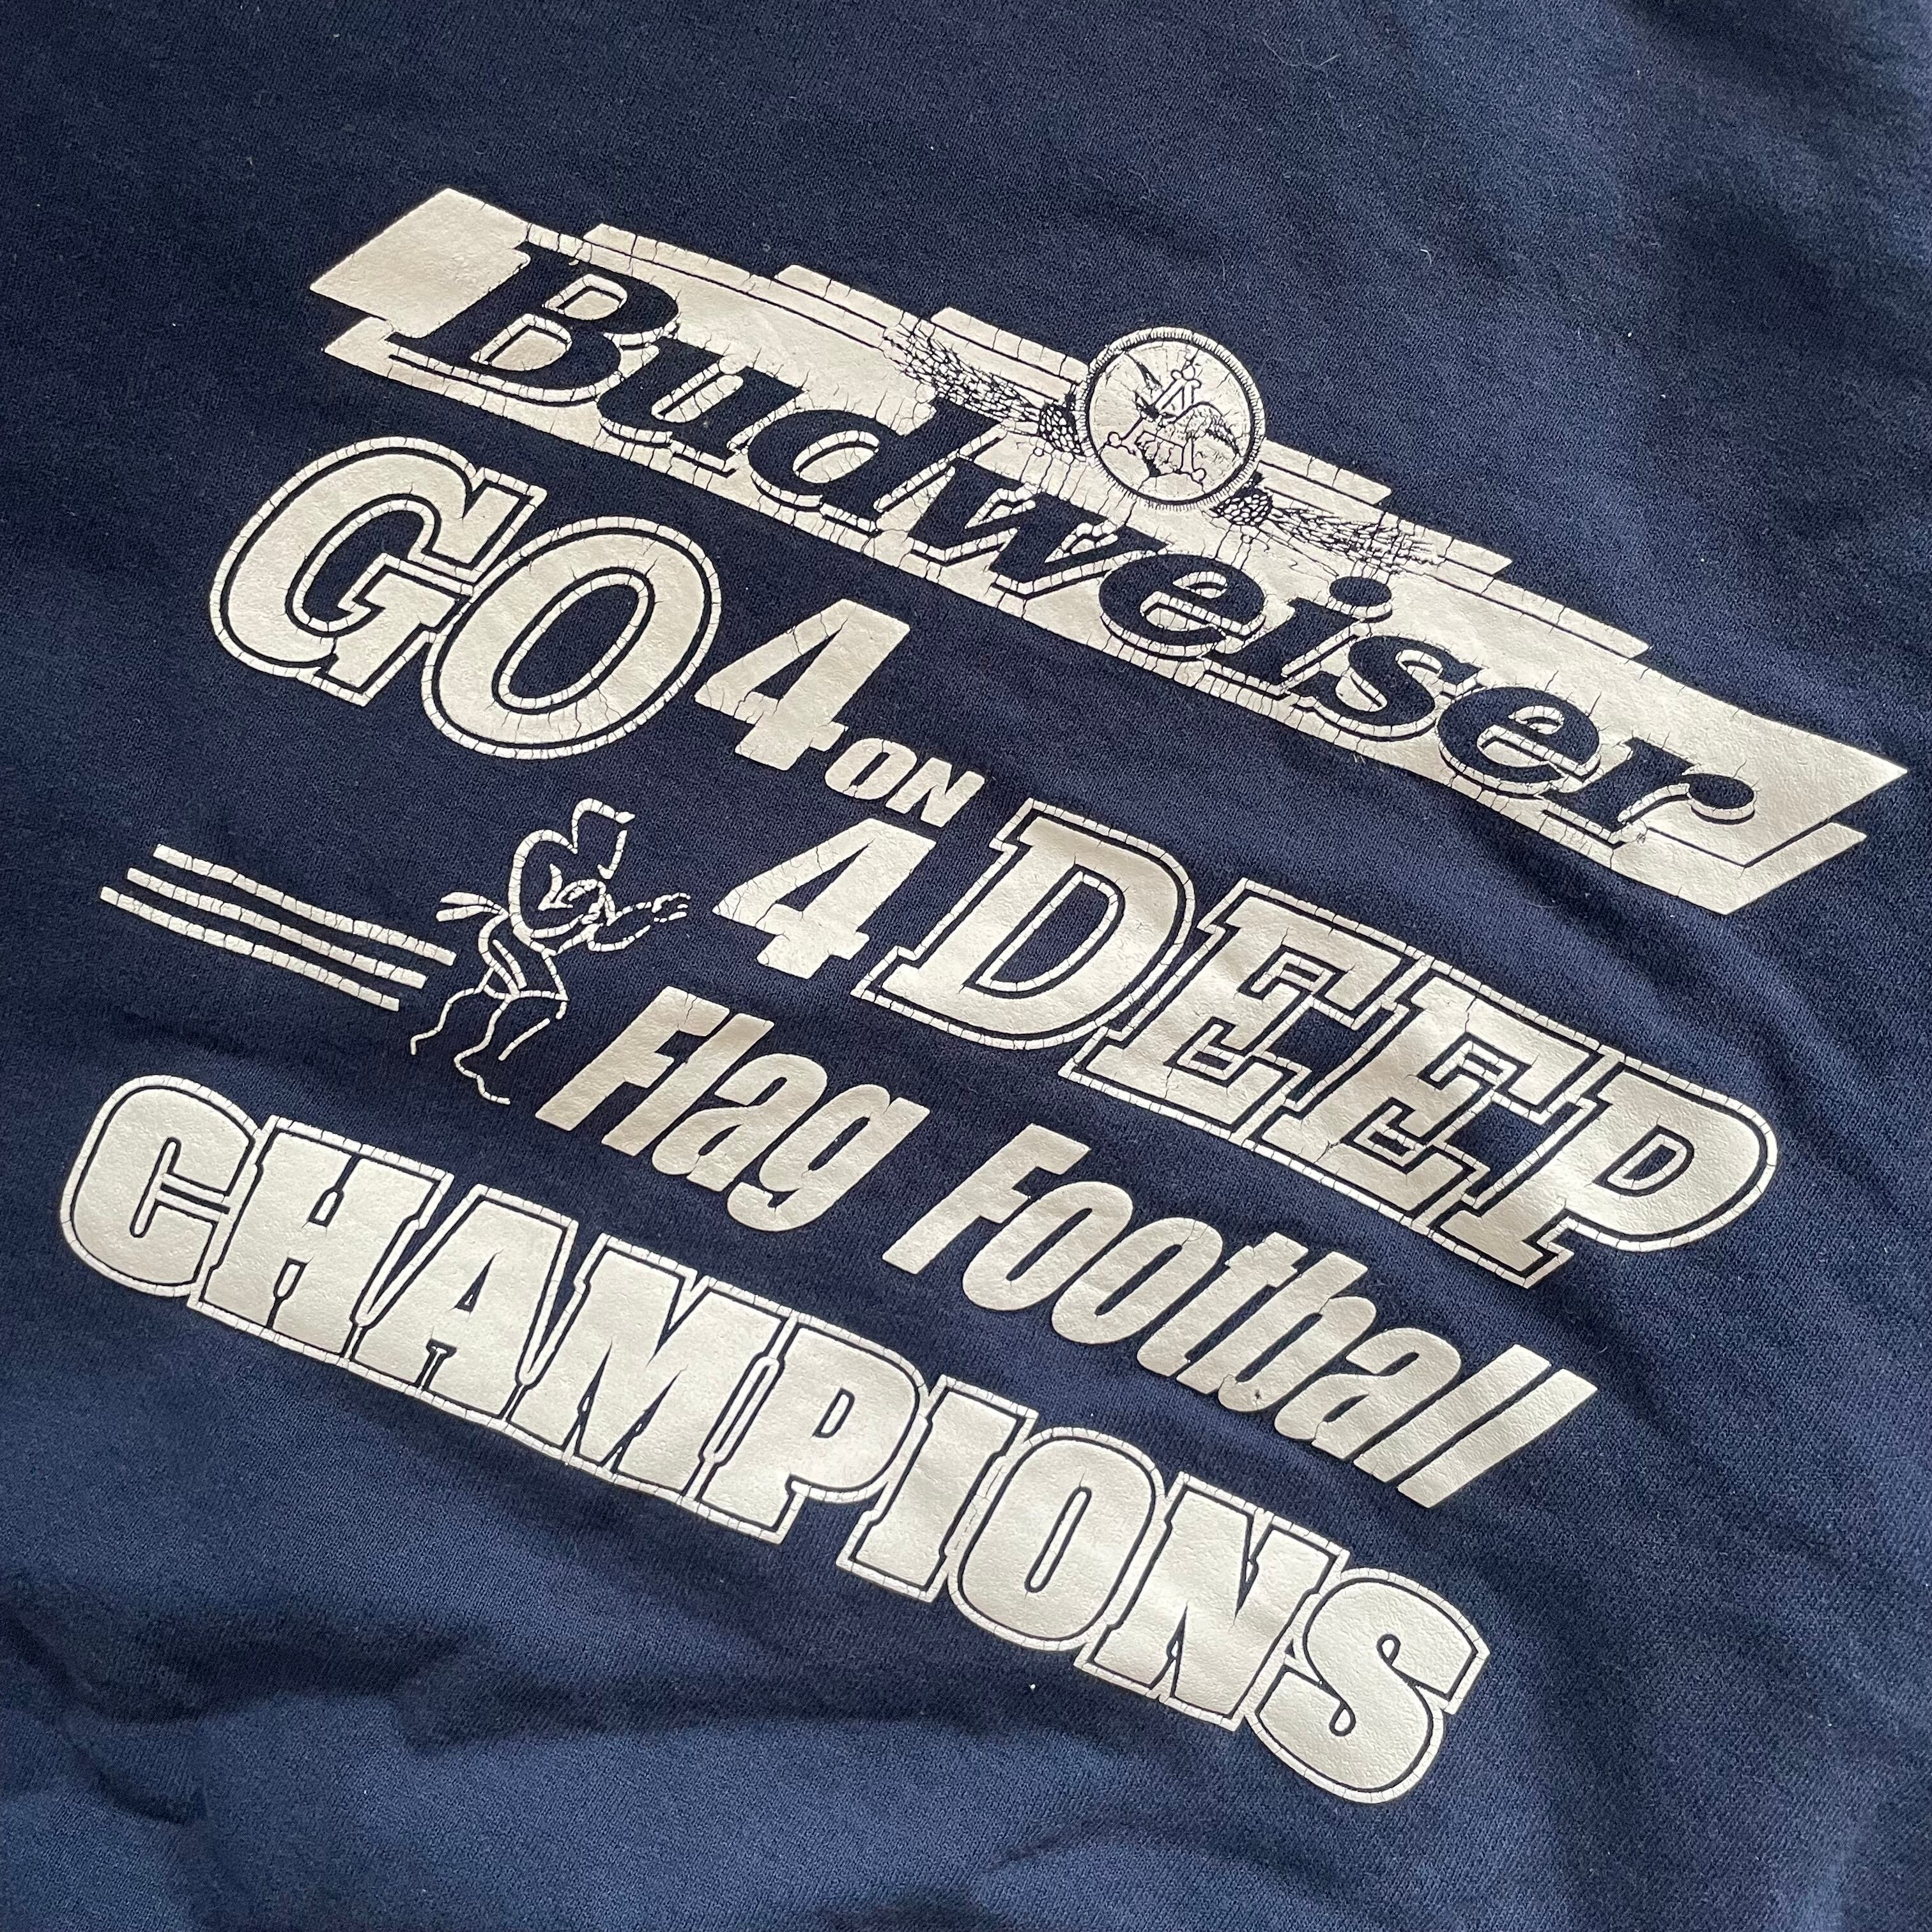 Budweiser
A
GO 4 ON 4 DEEP
Flag Football
CHAMPIONS